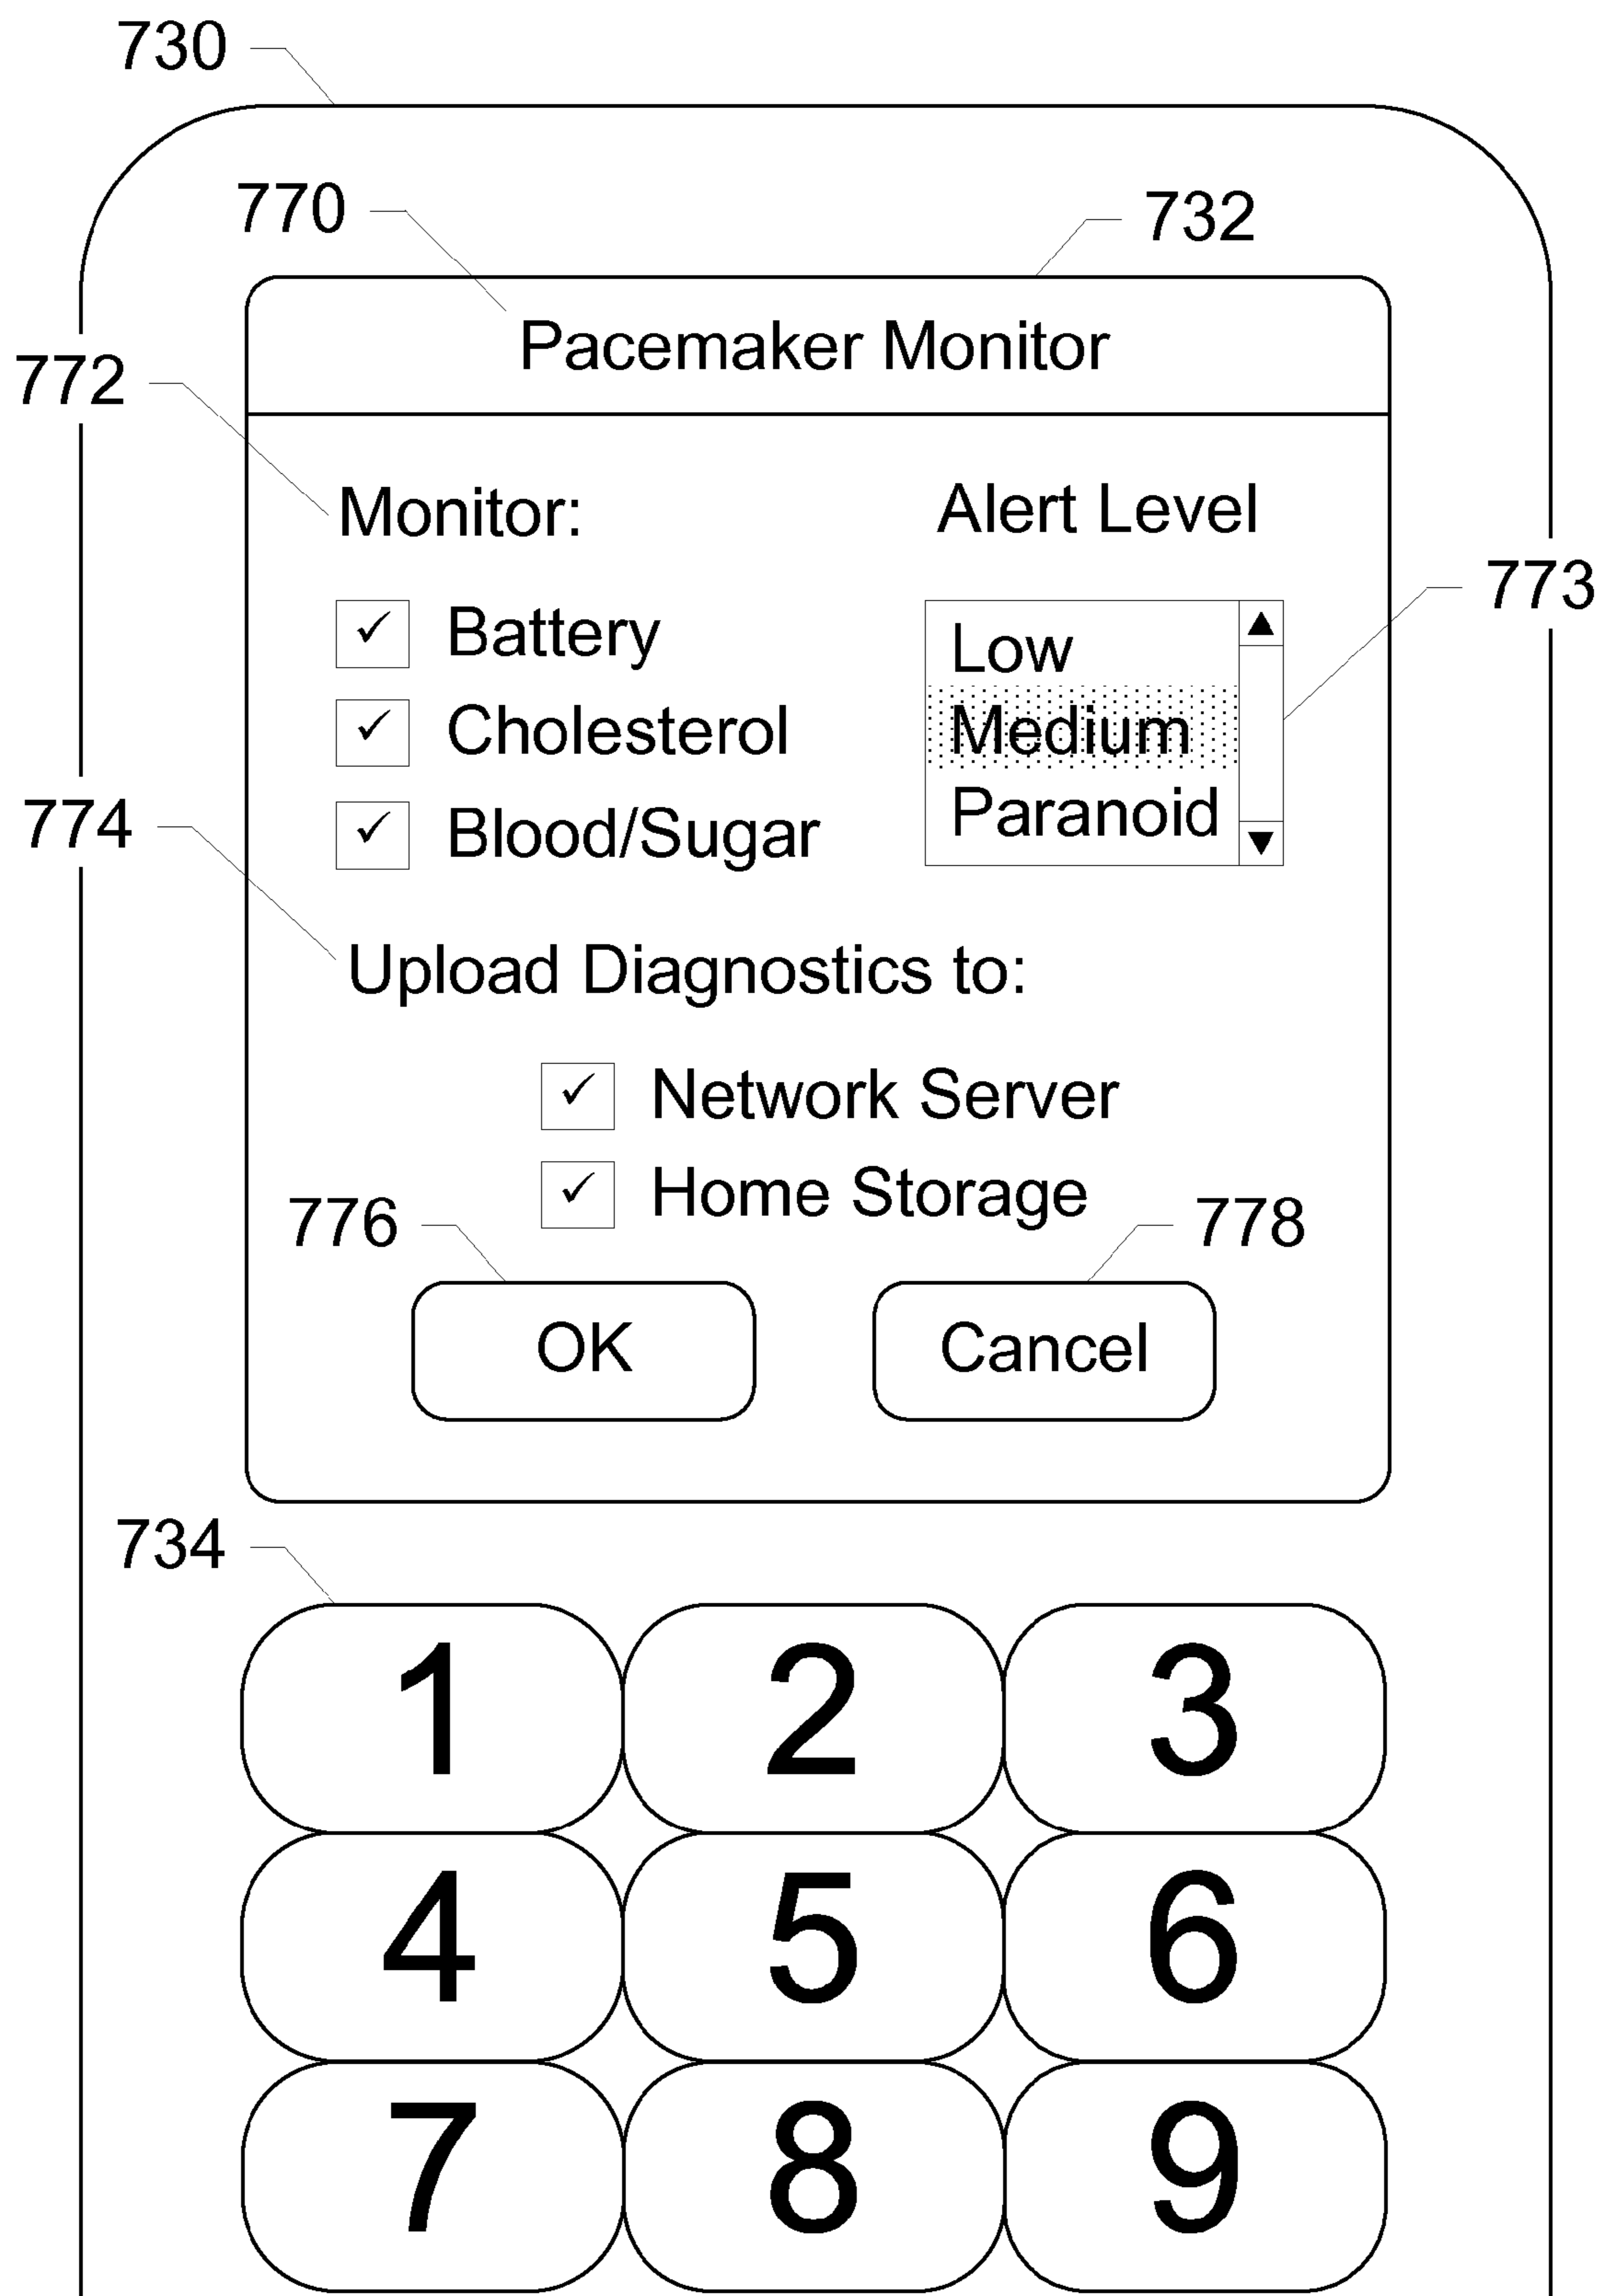 730
770
732
Pacemaker Monitor
772
Monitor:
Alert Level
773
✓ Battery
Low
✓ Cholesterol
Medium
774
✓ Blood/Sugar
Paranoid
Upload Diagnostics to:
✓ Network Server
✓ Home Storage
776
778
OK
Cancel
734
1 2 3
4 5 6
7 8 9